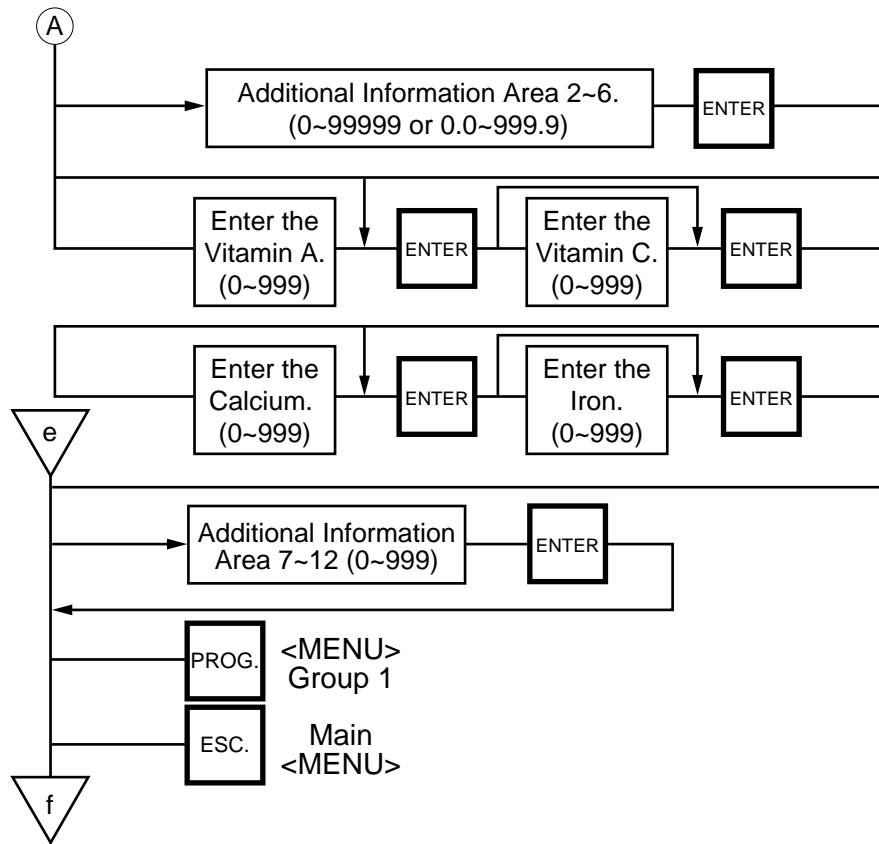 A
Additional Information Area 2~6.
(0~99999 or 0.0~999.9)
ENTER
Enter the
Vitamin A.
(0~999)
ENTER
Enter the
Vitamin C.
(0~999)
ENTER
Enter the
Calcium.
(0~999)
ENTER
Enter the
Iron.
(0~999)
ENTER
e
Additional Information
Area 7~12 (0~999)
ENTER
PROG.
<MENU>
Group 1
ESC.
Main
<MENU>
f